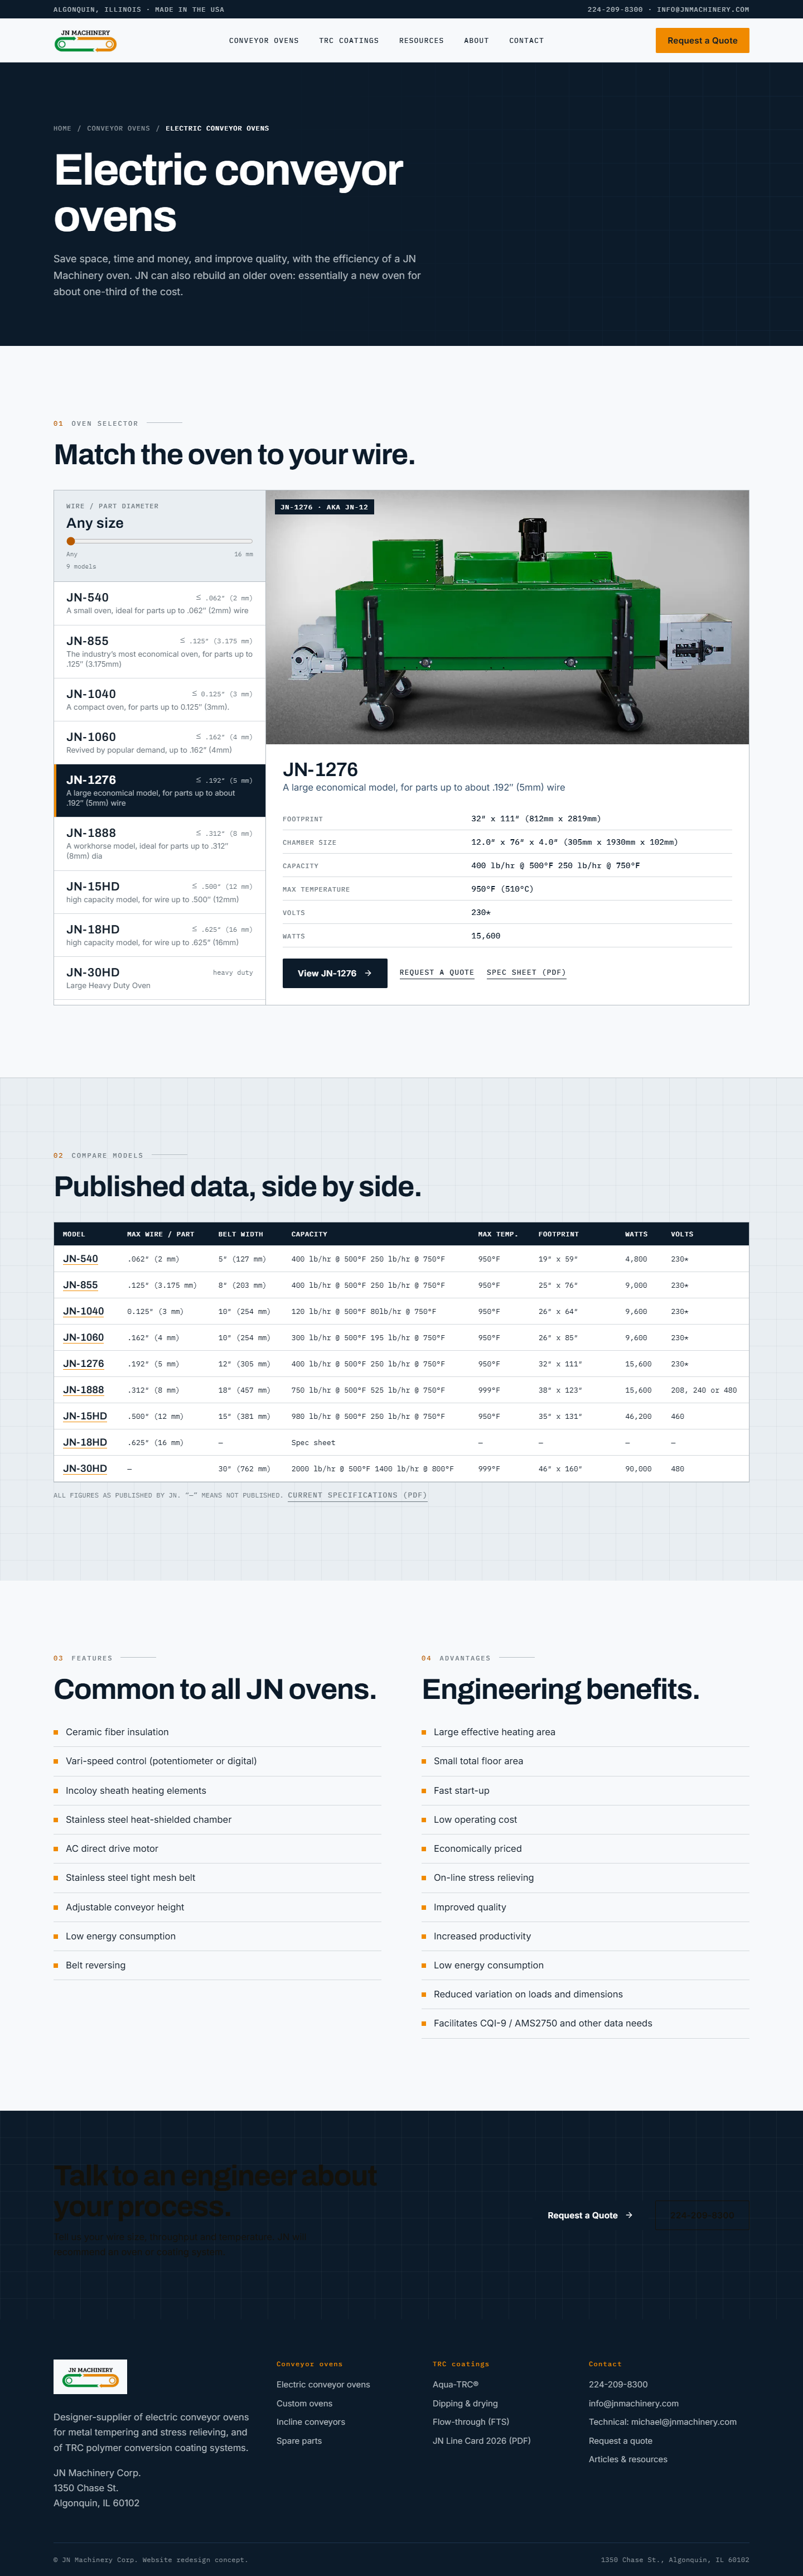 ALGONQUIN, ILLINOIS · MADE IN THE USA
224-209-8300 · INFO@JNMACHINERY.COM
JN MACHINERY
CONVEYOR OVENS
TRC COATINGS
RESOURCES
ABOUT
CONTACT
Request a Quote
HOME / CONVEYOR OVENS / ELECTRIC CONVEYOR OVENS
Electric conveyor
ovens
Save space, time and money, and improve quality, with the efficiency of a JN
Machinery oven. JN can also rebuild an older oven: essentially a new oven for
about one-third of the cost.
01 OVEN SELECTOR
Match the oven to your wire.
WIRE / PART DIAMETER
Any size
Any 16 mm
9 models
JN-540 ≤ .062″ (2 mm)
A small oven, ideal for parts up to .062″ (2mm) wire
JN-855 ≤ .125″ (3.175 mm)
The industry's most economical oven, for parts up to
.125″ (3.175mm)
JN-1040 ≤ 0.125″ (3 mm)
A compact oven, for parts up to 0.125″ (3mm).
JN-1060 ≤ .162″ (4 mm)
Revived by popular demand, up to .162″ (4mm)
JN-1276 ≤ .192″ (5 mm)
A large economical model, for parts up to about
.192″ (5mm) wire
JN-1888 ≤ .312″ (8 mm)
A workhorse model, ideal for parts up to .312″
(8mm) dia
JN-15HD ≤ .500″ (12 mm)
high capacity model, for wire up to .500″ (12mm)
JN-18HD ≤ .625″ (16 mm)
high capacity model, for wire up to .625″ (16mm)
JN-30HD heavy duty
Large Heavy Duty Oven
JN-1276 · AKA JN-12
JN-1276
A large economical model, for parts up to about .192″ (5mm) wire
FOOTPRINT 32″ x 111″ (812mm x 2819mm)
CHAMBER SIZE 12.0″ x 76″ x 4.0″ (305mm x 1930mm x 102mm)
CAPACITY 400 lb/hr @ 500°F 250 lb/hr @ 750°F
MAX TEMPERATURE 950°F (510°C)
VOLTS 230*
WATTS 15,600
View JN-1276 →
REQUEST A QUOTE
SPEC SHEET (PDF)
02 COMPARE MODELS
Published data, side by side.
MODEL MAX WIRE / PART BELT WIDTH CAPACITY MAX TEMP. FOOTPRINT WATTS VOLTS
JN-540 .062″ (2 mm) 5″ (127 mm) 400 lb/hr @ 500°F 250 lb/hr @ 750°F 950°F 19″ x 59″ 4,800 230*
JN-855 .125″ (3.175 mm) 8″ (203 mm) 400 lb/hr @ 500°F 250 lb/hr @ 750°F 950°F 25″ x 76″ 9,000 230*
JN-1040 0.125″ (3 mm) 10″ (254 mm) 120 lb/hr @ 500°F 80lb/hr @ 750°F 950°F 26″ x 64″ 9,600 230*
JN-1060 .162″ (4 mm) 10″ (254 mm) 300 lb/hr @ 500°F 195 lb/hr @ 750°F 950°F 26″ x 85″ 9,600 230*
JN-1276 .192″ (5 mm) 12″ (305 mm) 400 lb/hr @ 500°F 250 lb/hr @ 750°F 950°F 32″ x 111″ 15,600 230*
JN-1888 .312″ (8 mm) 18″ (457 mm) 750 lb/hr @ 500°F 525 lb/hr @ 750°F 999°F 38″ x 123″ 15,600 208, 240 or 480
JN-15HD .500″ (12 mm) 15″ (381 mm) 980 lb/hr @ 500°F 250 lb/hr @ 750°F 950°F 35″ x 131″ 46,200 460
JN-18HD .625″ (16 mm) — Spec sheet — — — —
JN-30HD — 30″ (762 mm) 2000 lb/hr @ 500°F 1400 lb/hr @ 800°F 999°F 46″ x 160″ 90,000 480
ALL FIGURES AS PUBLISHED BY JN. "—" MEANS NOT PUBLISHED. CURRENT SPECIFICATIONS (PDF)
03 FEATURES
Common to all JN ovens.
Ceramic fiber insulation
Vari-speed control (potentiometer or digital)
Incoloy sheath heating elements
Stainless steel heat-shielded chamber
AC direct drive motor
Stainless steel tight mesh belt
Adjustable conveyor height
Low energy consumption
Belt reversing
04 ADVANTAGES
Engineering benefits.
Large effective heating area
Small total floor area
Fast start-up
Low operating cost
Economically priced
On-line stress relieving
Improved quality
Increased productivity
Low energy consumption
Reduced variation on loads and dimensions
Facilitates CQI-9 / AMS2750 and other data needs
Talk to an engineer about
your process.
Request a Quote →
JN MACHINERY
Designer-supplier of electric conveyor ovens
for metal tempering and stress relieving, and
of TRC polymer conversion coating systems.
JN Machinery Corp.
1350 Chase St.
Algonquin, IL 60102
Conveyor ovens
Electric conveyor ovens
Custom ovens
Incline conveyors
Spare parts
TRC coatings
Aqua-TRC®
Dipping & drying
Flow-through (FTS)
JN Line Card 2026 (PDF)
Contact
224-209-8300
info@jnmachinery.com
Technical: michael@jnmachinery.com
Request a quote
Articles & resources
© JN Machinery Corp. Website redesign concept.
1350 Chase St., Algonquin, IL 60102